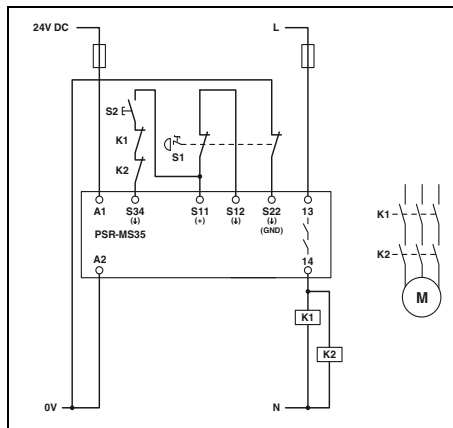 24V DC L
S2
K1
S1
K2
A1 S34 S11 S12 S22 13
(↓) (+) (↓) (↓)
(GND)
PSR-MS35
A2 14
K1
K2
0V N
K1
K2
M